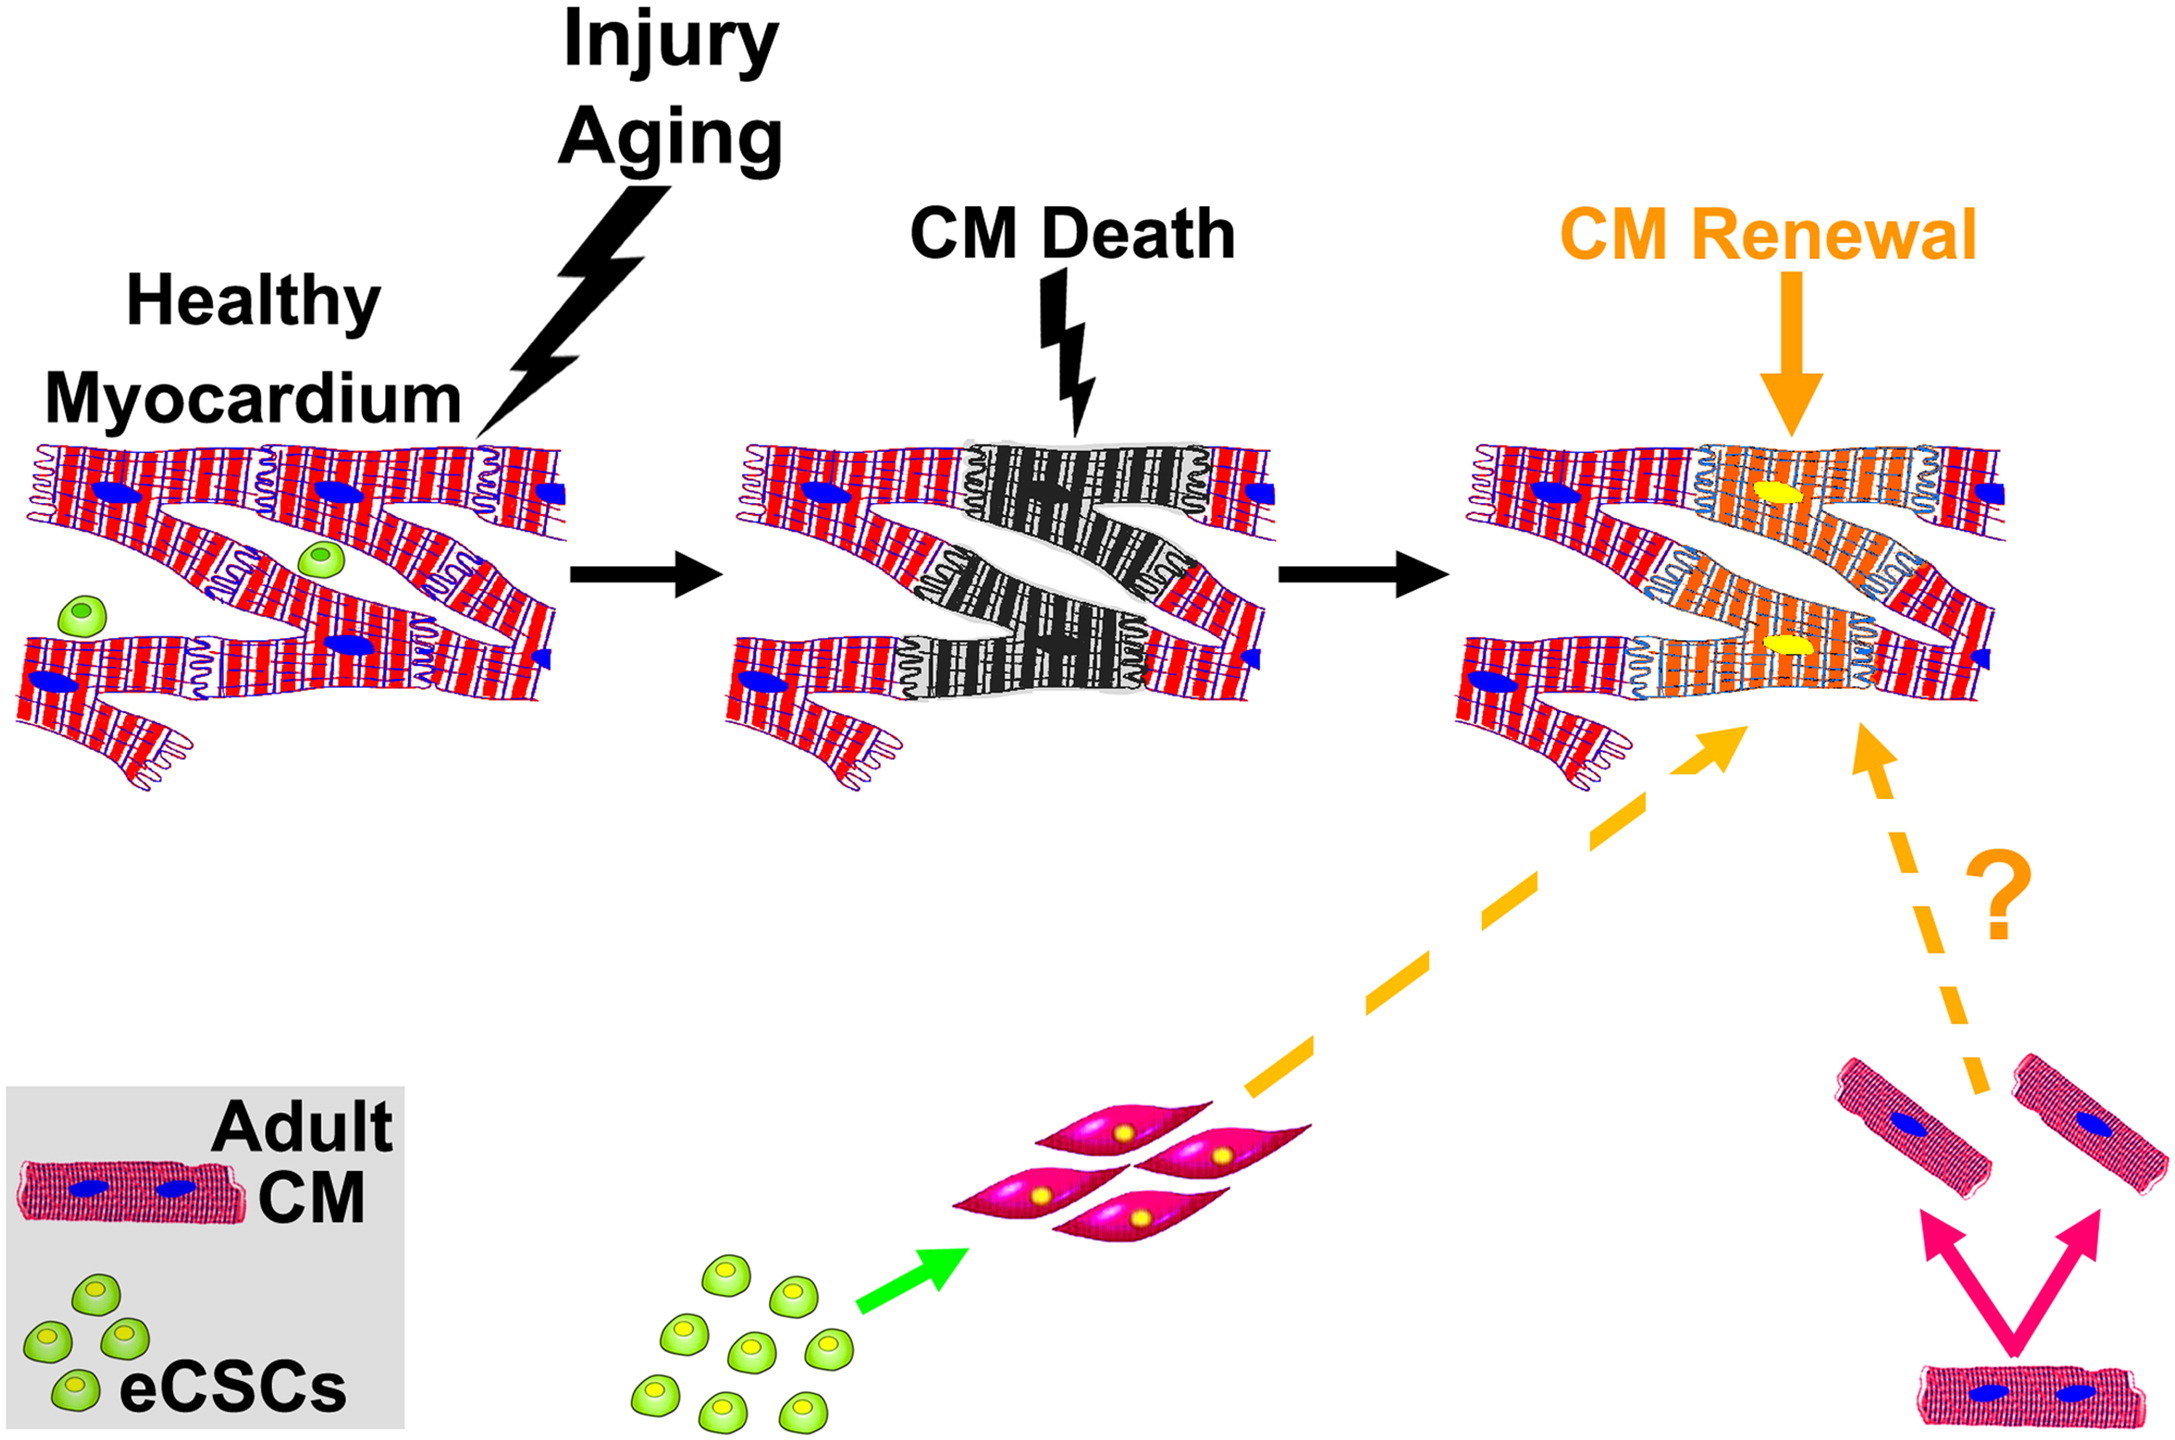 Injury
Aging
Healthy
Myocardium
CM Death
CM Renewal
?
Adult
CM
eCSCs